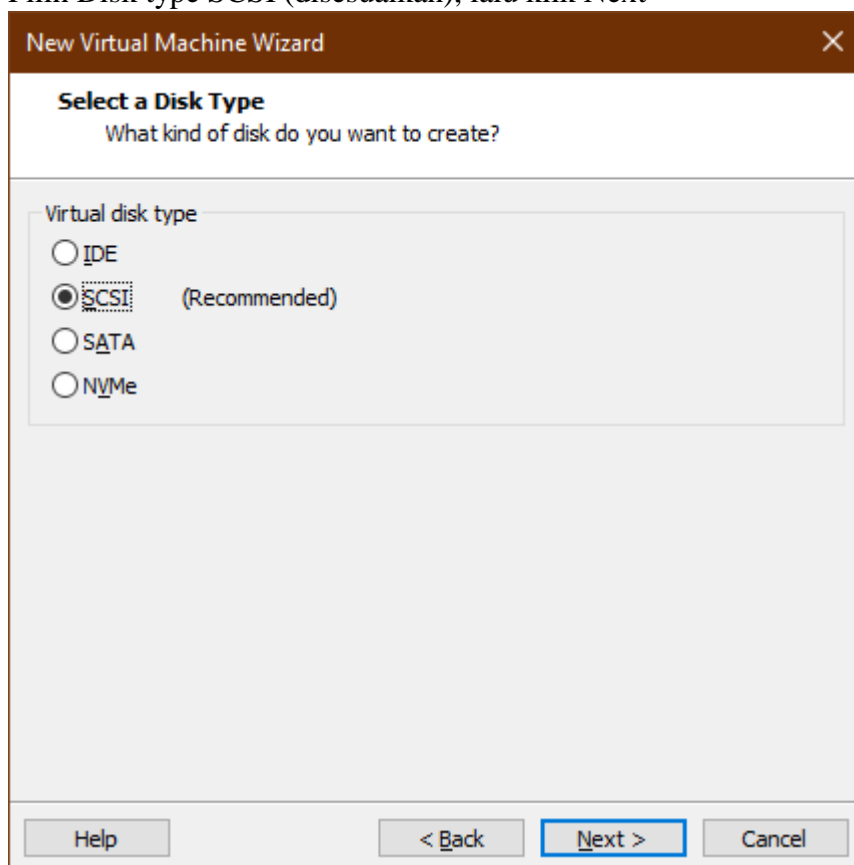 Pilih Disk type SCSI (disesuaikan), lalu klik Next
New Virtual Machine Wizard
Select a Disk Type
What kind of disk do you want to create?
Virtual disk type
IDE
SCSI (Recommended)
SATA
NVMe
Help < Back Next > Cancel